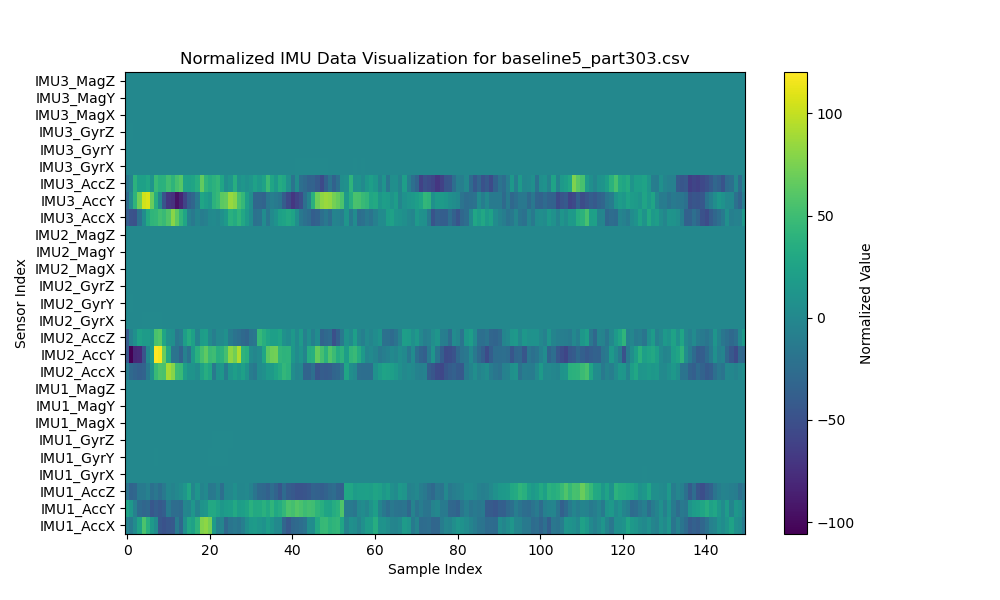 Normalized IMU Data Visualization for baseline5_part303.csv
IMU3_MagZ
IMU3_MagY
IMU3_MagX
IMU3_GyrZ
IMU3_GyrY
IMU3_GyrX
IMU3_AccZ
IMU3_AccY
IMU3_AccX
IMU2_MagZ
IMU2_MagY
IMU2_MagX
IMU2_GyrZ
IMU2_GyrY
IMU2_GyrX
IMU2_AccZ
IMU2_AccY
IMU2_AccX
IMU1_MagZ
IMU1_MagY
IMU1_MagX
IMU1_GyrZ
IMU1_GyrY
IMU1_GyrX
IMU1_AccZ
IMU1_AccY
IMU1_AccX
Sensor Index
0 20 40 60 80 100 120 140
Sample Index
100
50
0
−50
−100
Normalized Value